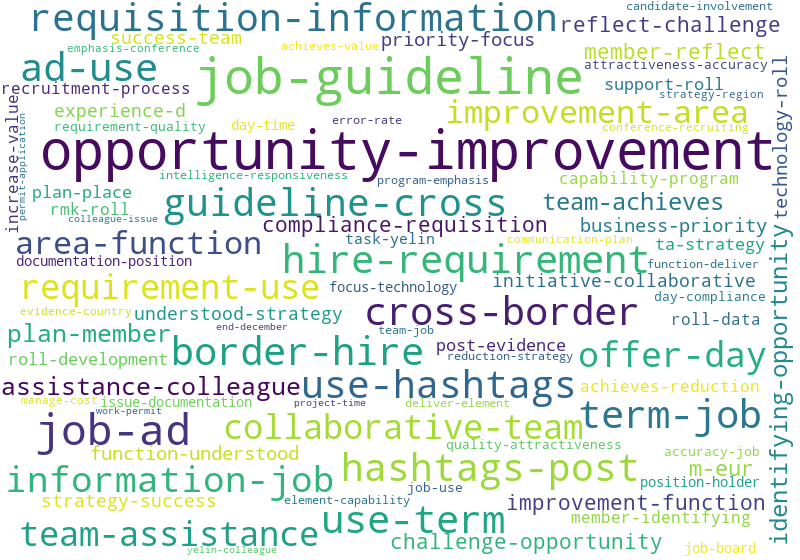 requisition-information
candidate-involvement
reflect-challenge
success-team
priority-focus
emphasis-conference
achieves-value
member-reflect
ad-use
job-guideline
attractiveness-accuracy
recruitment-process
support-roll
strategy-region
experience-d
improvement-area
increase-value
permit-application
requirement-quality
day-time
error-rate
conference-recruiting
technology-roll
opportunity-improvement
intelligence-responsiveness
program-emphasis
capability-program
plan-place
rmk-roll
colleague-issue
guideline-cross
team-achieves
compliance-requisition
business-priority
area-function
task-yelin
communication-plan
ta-strategy
documentation-position
hire-requirement
function-deliver
requirement-use
focus-technology
initiative-collaborative
day-compliance
evidence-country
understood-strategy
cross-border
roll-data
end-december
plan-member
team-job
identifying-opportunity
border-hire
post-evidence
offer-day
roll-development
reduction-strategy
assistance-colleague
use-hashtags
achieves-reduction
manage-cost
issue-documentation
project-time
deliver-element
work-permit
job-ad
collaborative-team
term-job
function-understood
quality-attractiveness
accuracy-job
hashtags-post
m-eur
information-job
job-use
position-holder
strategy-success
element-capability
improvement-function
team-assistance
use-term
member-identifying
challenge-opportunity
yelin-colleague
job-board